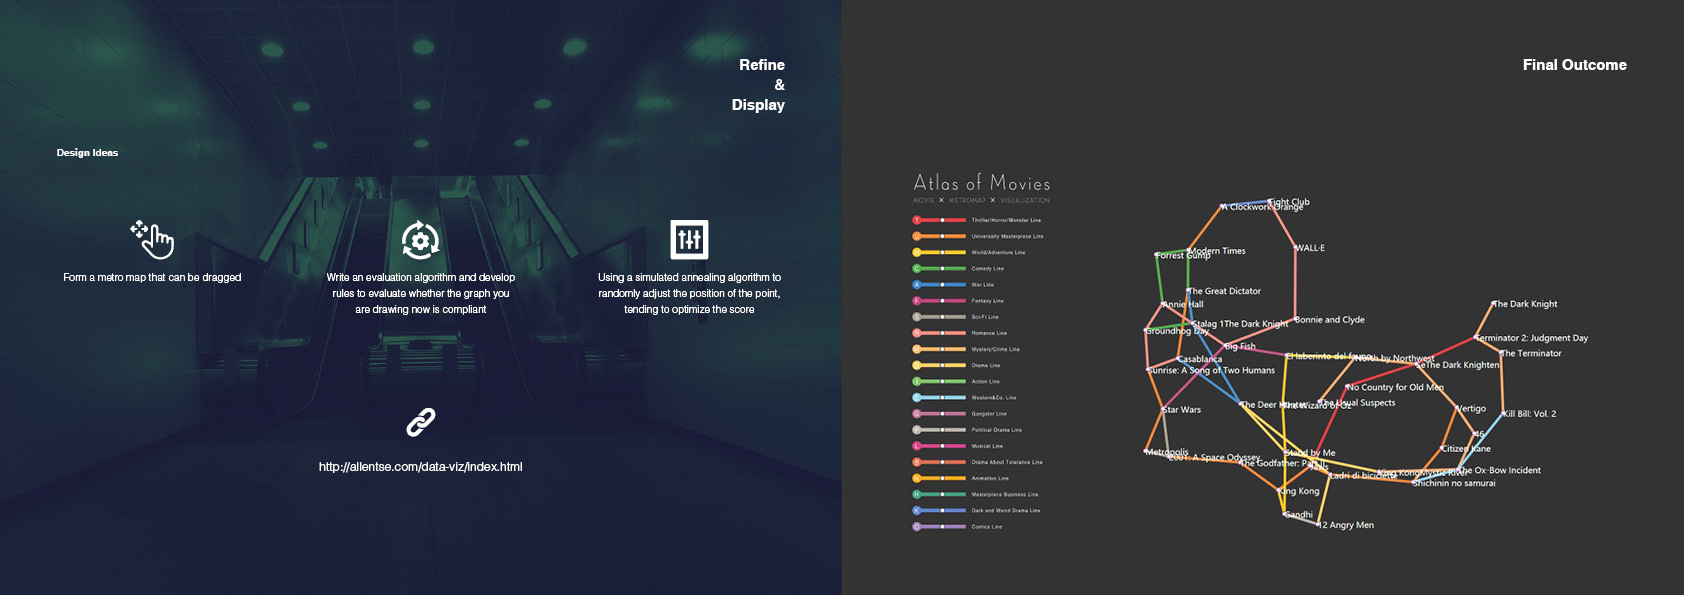 Refine
&
Display
Design Ideas
Form a metro map that can be dragged
Write an evaluation algorithm and develop
rules to evaluate whether the graph you
are drawing now is compliant
Using a simulated annealing algorithm to
randomly adjust the position of the point,
tending to optimize the score
http://allentse.com/data-viz/index.html
Final Outcome
Atlas of Movies
MOVIE × METROMAP × VISUALIZATION
T Thriller/Horror/Monster Line
U Universally Masterpiece Line
W World/Adventure Line
C Comedy Line
A War Line
F Fantasy Line
S Sci-Fi Line
R Romance Line
M Mystery/Crime Line
D Drama Line
I Action Line
Western&Co. Line
G Gangster Line
P Political Drama Line
L Musical Line
Drama About Tolerance Line
N Animation Line
H Masterpiece Business Line
K Dark and Weird Drama Line
O Comics Line
Fight Club
A Clockwork Orange
WALL·E
Modern Times
Forrest Gump
The Great Dictator
Annie Hall
The Dark Knight
Stalag 1The Dark Knight
Bonnie and Clyde
Groundhog Day
Terminator 2: Judgment Day
Big Fish
The Terminator
Casablanca
El laberinto del fauno
North by Northwest
SeThe Dark Knighten
Sunrise: A Song of Two Humans
No Country for Old Men
The Deer Hunter
The Wizard of Oz
The Usual Suspects
Star Wars
Vertigo
Kill Bill: Vol. 2
46
Citizen Kane
Metropolis
2001: A Space Odyssey
Stand by Me
The Godfather: Part II
Jaws
Ladri di biciclette
King Kong
Mystic River
The Ox-Bow Incident
Shichinin no samurai
King Kong
Gandhi
12 Angry Men